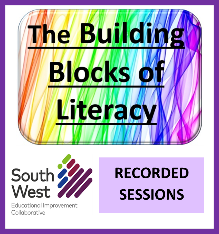 The Building
Blocks of
Literacy
South
West
Educational Improvement
Collaborative
RECORDED
SESSIONS